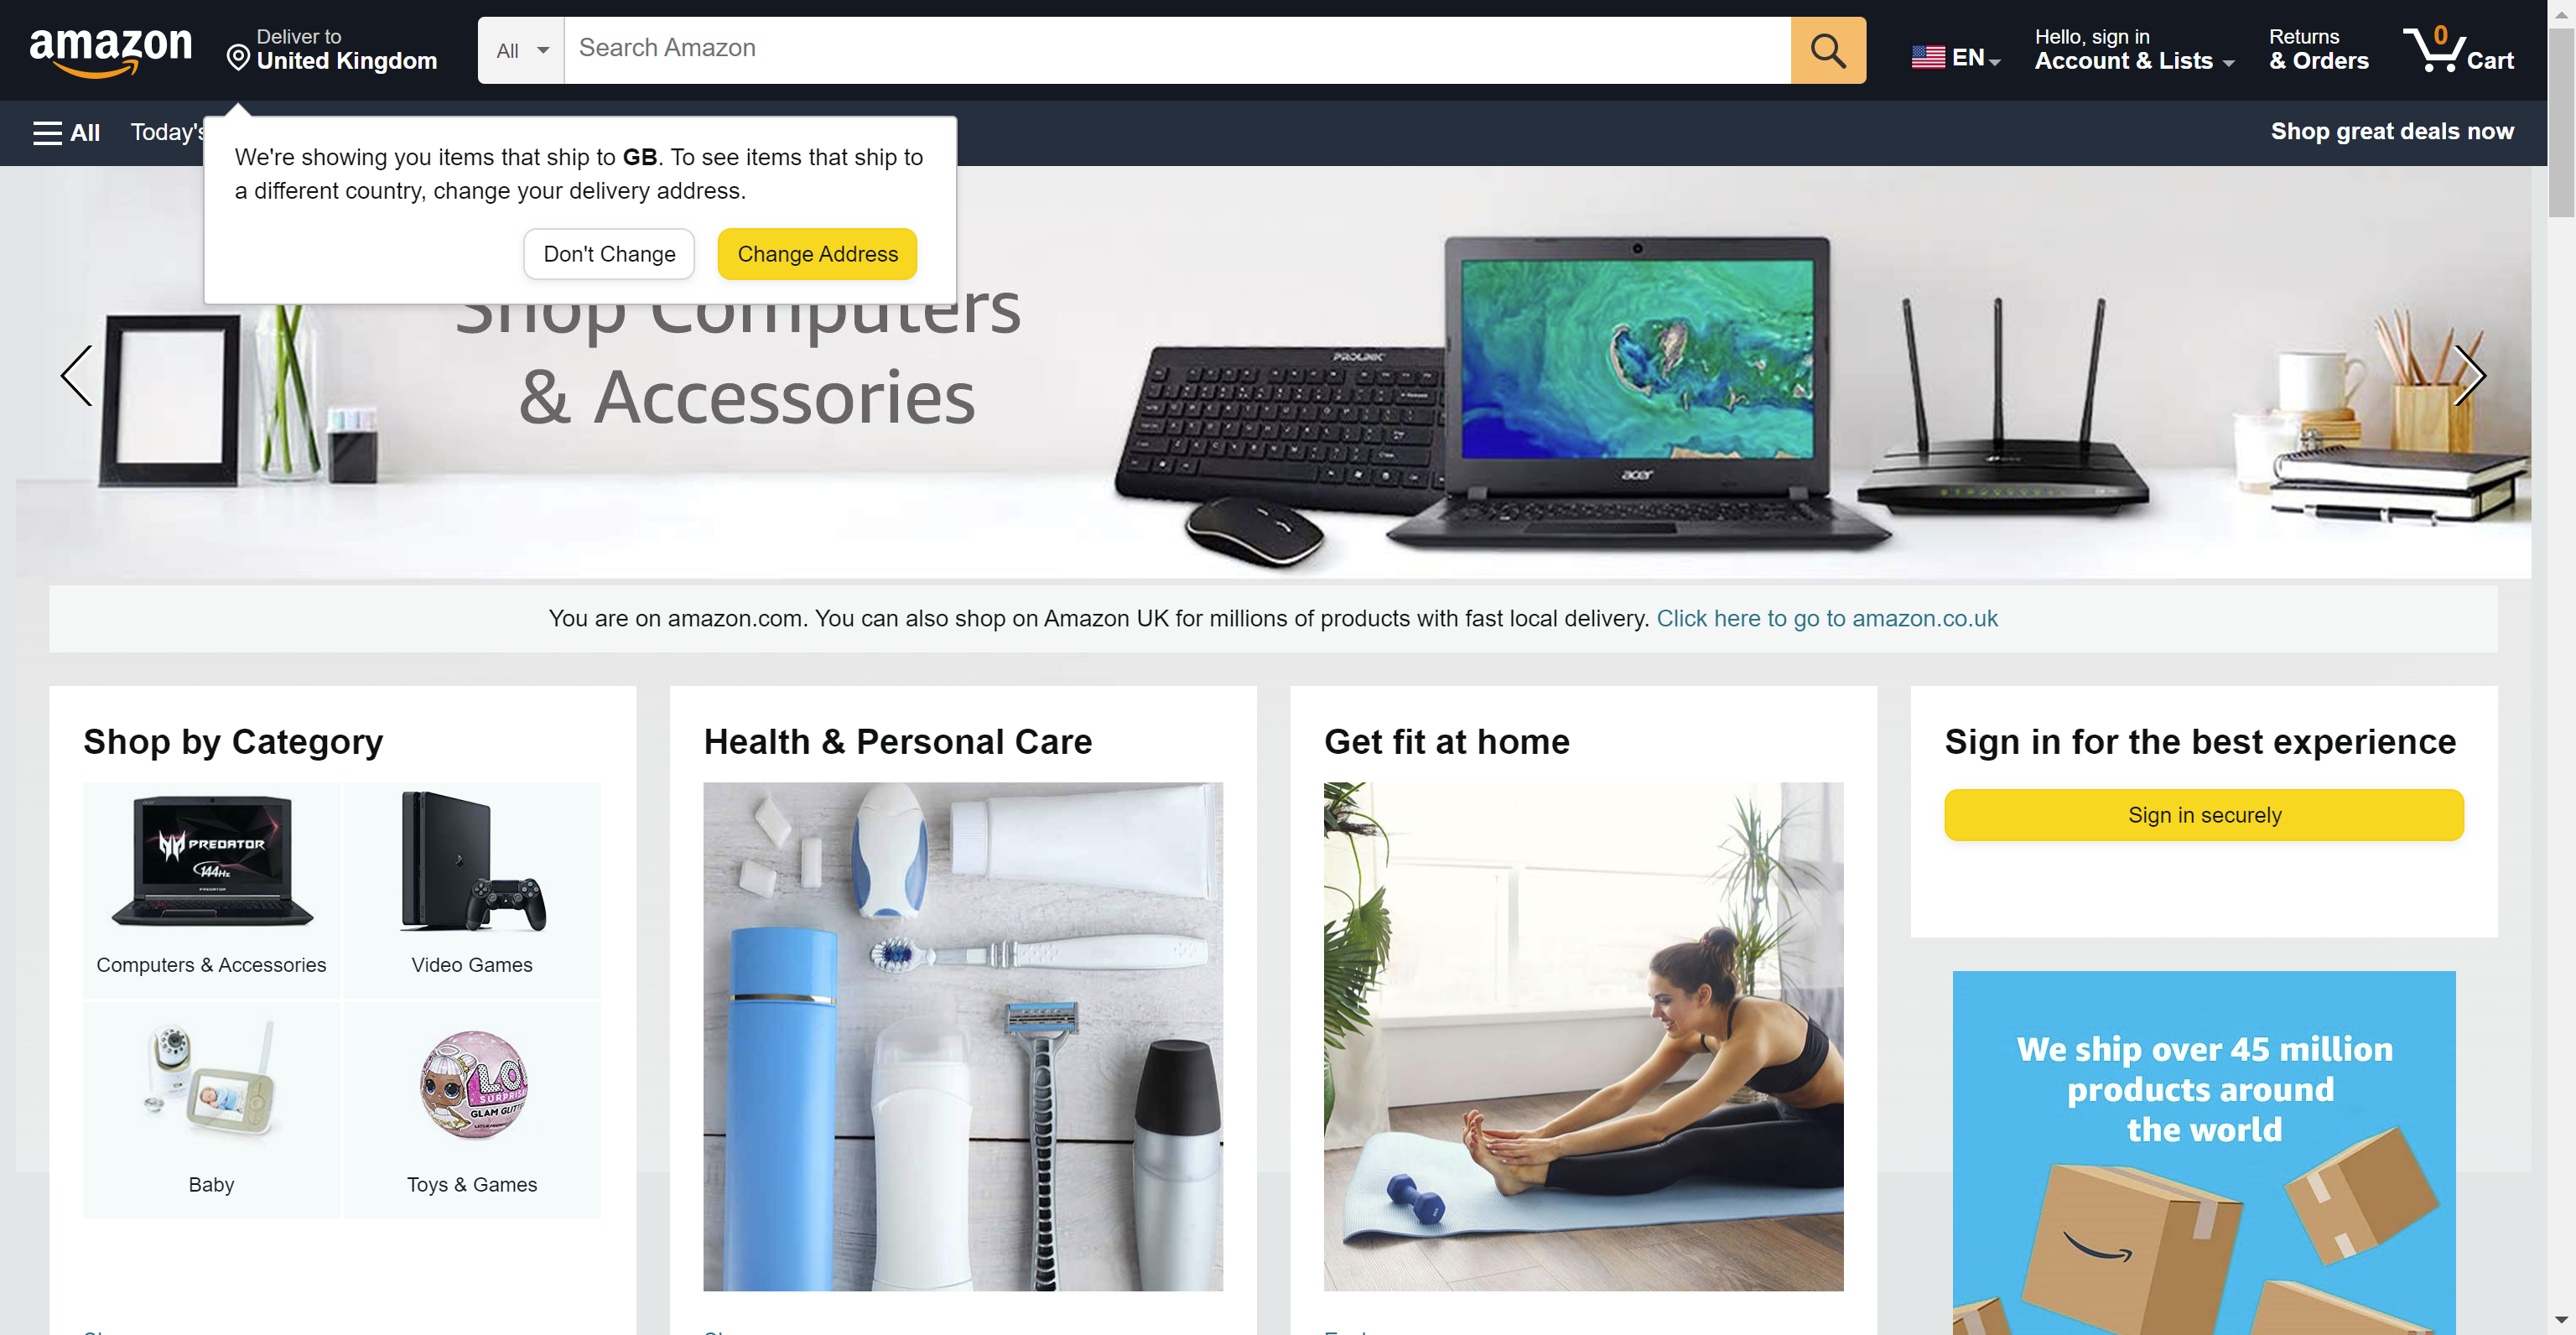 amazon
Deliver to
United Kingdom
All
Search Amazon
EN
Hello, sign in
Account & Lists
Returns
& Orders
0
Cart
All
Today's
Shop great deals now
We're showing you items that ship to GB. To see items that ship to
a different country, change your delivery address.
Don't Change
Change Address
Shop Computers
& Accessories
PROLINK
acer
You are on amazon.com. You can also shop on Amazon UK for millions of products with fast local delivery. Click here to go to amazon.co.uk
Shop by Category
PREDATOR
144Hz
PREDATOR
Computers & Accessories
Video Games
L.O.
SURPRISE
GLAM GLITT
Baby
Toys & Games
Health & Personal Care
Get fit at home
Sign in for the best experience
Sign in securely
We ship over 45 million
products around
the world